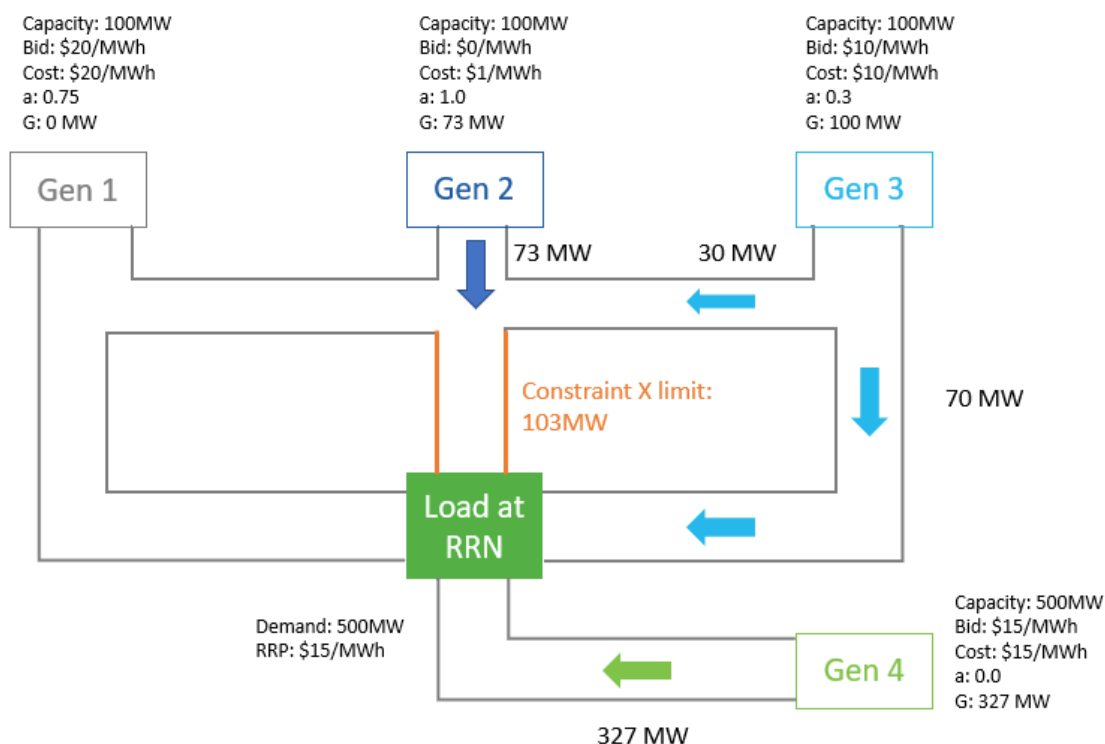 Capacity: 100MW
Bid: $20/MWh
Cost: $20/MWh
a: 0.75
G: 0 MW
Capacity: 100MW
Bid: $0/MWh
Cost: $1/MWh
a: 1.0
G: 73 MW
Capacity: 100MW
Bid: $10/MWh
Cost: $10/MWh
a: 0.3
G: 100 MW
Gen 1
Gen 2
Gen 3
73 MW
30 MW
Constraint X limit:
103MW
70 MW
Load at
RRN
Demand: 500MW
RRP: $15/MWh
Gen 4
Capacity: 500MW
Bid: $15/MWh
Cost: $15/MWh
a: 0.0
G: 327 MW
327 MW